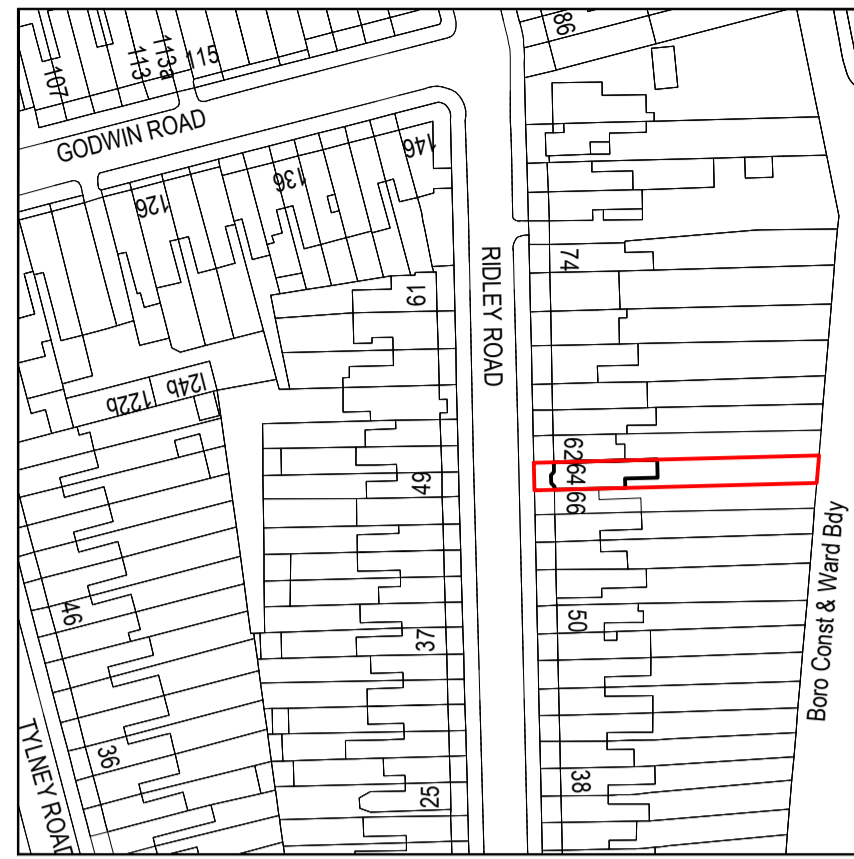 86
107
113
113a
115
GODWIN ROAD
146
136
126
74
RIDLEY ROAD
61
124b
122b
62
64
66
49
Boro Const & Ward Bdy
46
50
37
TYLNEY ROAD
36
38
25